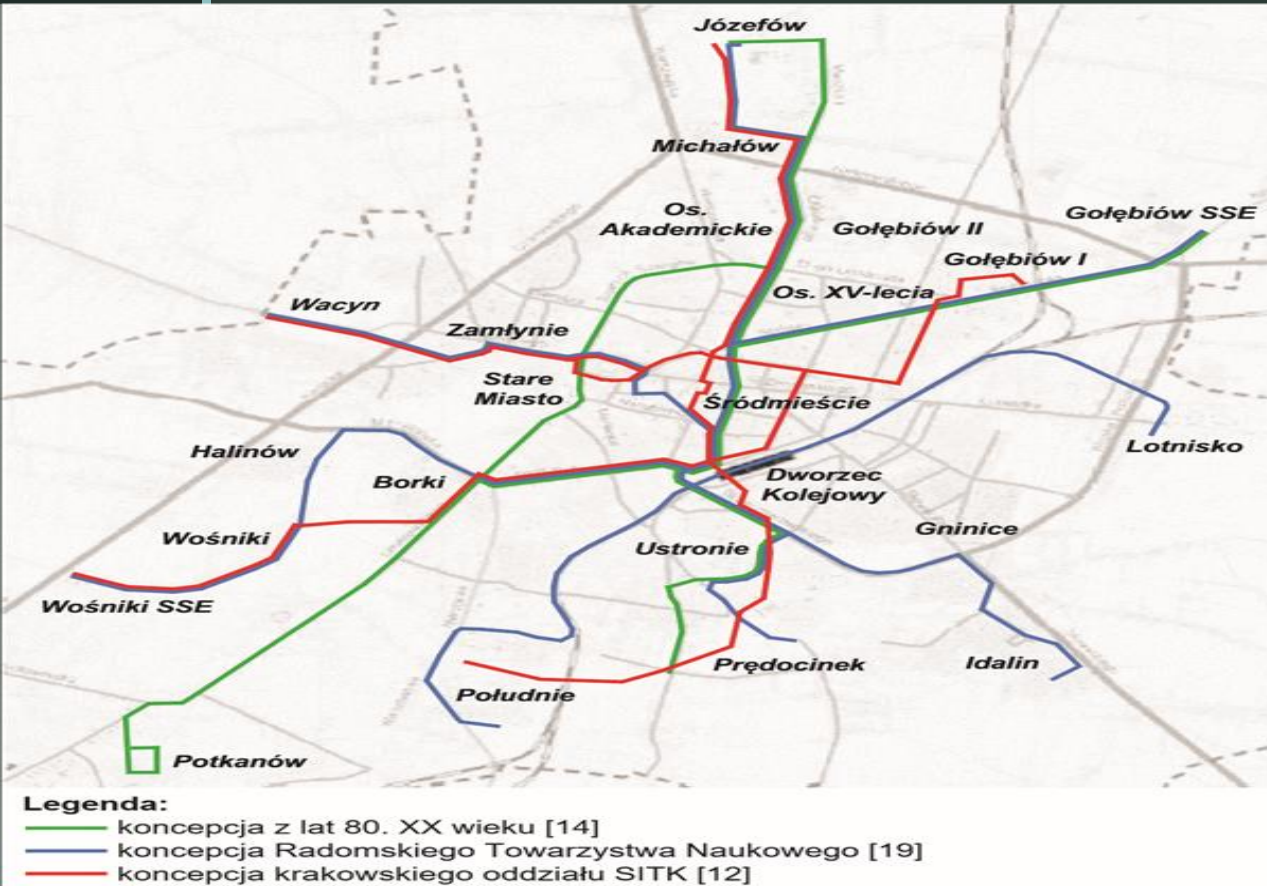 Józefów
Michałów
Os.
Akademickie
Gołębiów II
Gołębiów SSE
Gołębiów I
Os. XV-lecia
Wacyn
Zamłynie
Stare
Miasto
Śródmieście
Halinów
Borki
Lotnisko
Dworzec
Kolejowy
Wośniki
Ustronie
Gninice
Wośniki SSE
Prędocinek
Idalin
Południe
Potkanów
Legenda:
koncepcja z lat 80. XX wieku [14]
koncepcja Radomskiego Towarzystwa Naukowego [19]
koncepcja krakowskiego oddziału SITK [12]